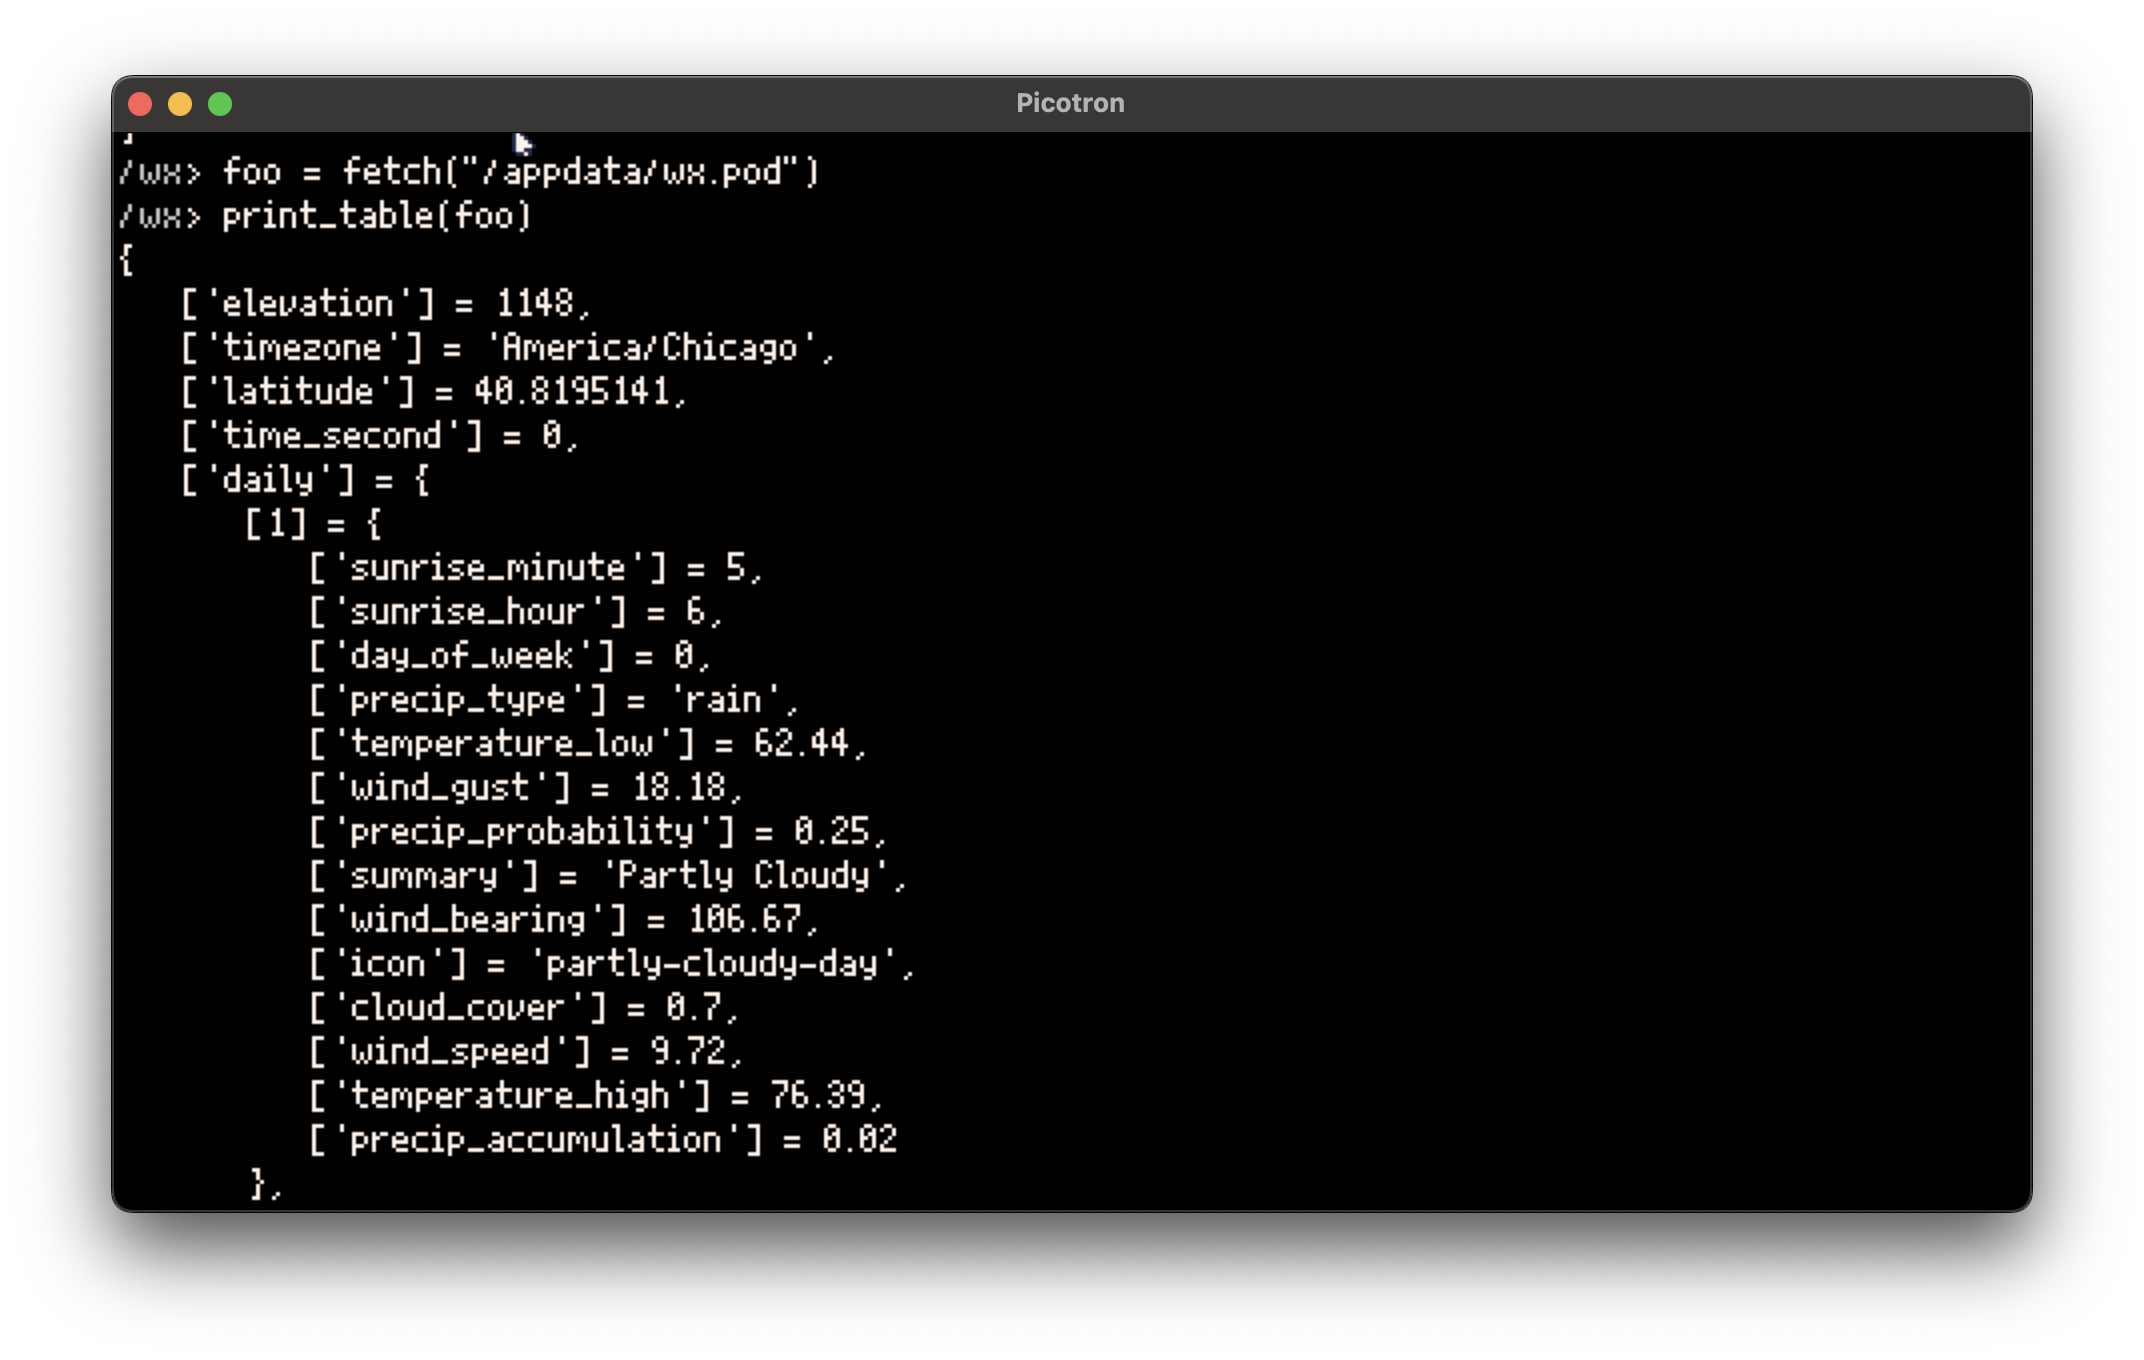 Picotron
/wx> foo = fetch("/appdata/wx.pod")
/wx> print_table(foo)
{
['elevation'] = 1148,
['timezone'] = 'America/Chicago',
['latitude'] = 40.8195141,
['time_second'] = 0,
['daily'] = {
[1] = {
['sunrise_minute'] = 5,
['sunrise_hour'] = 6,
['day_of_week'] = 0,
['precip_type'] = 'rain',
['temperature_low'] = 62.44,
['wind_gust'] = 18.18,
['precip_probability'] = 0.25,
['summary'] = 'Partly Cloudy',
['wind_bearing'] = 106.67,
['icon'] = 'partly-cloudy-day',
['cloud_cover'] = 0.7,
['wind_speed'] = 9.72,
['temperature_high'] = 76.39,
['precip_accumulation'] = 0.02
},